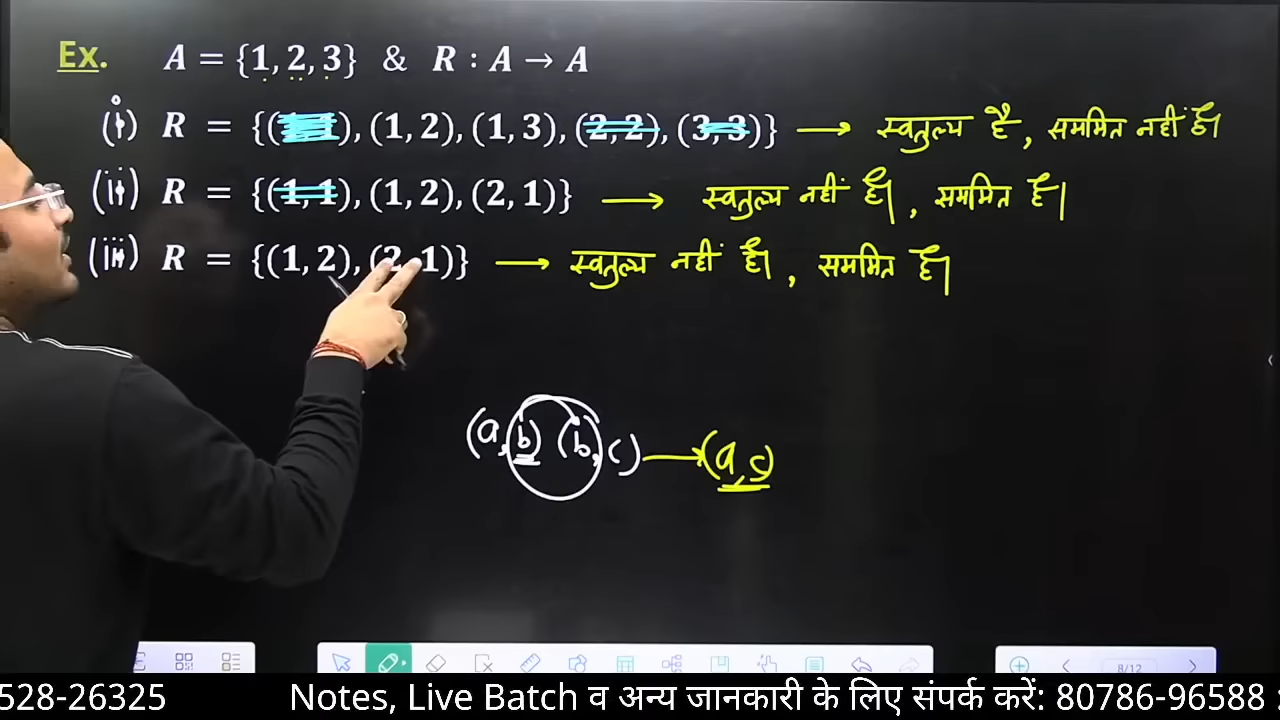 Ex. A = {1, 2, 3} & R : A → A
(i) R = {(1, 1), (1, 2), (1, 3), (2, 2), (3, 3)} → स्वतुल्य है, सममित नहीं है।
(ii) R = {(1, 1), (1, 2), (2, 1)} → स्वतुल्य नहीं है।, सममित है।
(iii) R = {(1, 2), (2, 1)} → स्वतुल्य नहीं है।, सममित है।
(a, b) (b, c) → (a, c)
8/12
528-26325 Notes, Live Batch व अन्य जानकारी के लिए संपर्क करें: 80786-96588